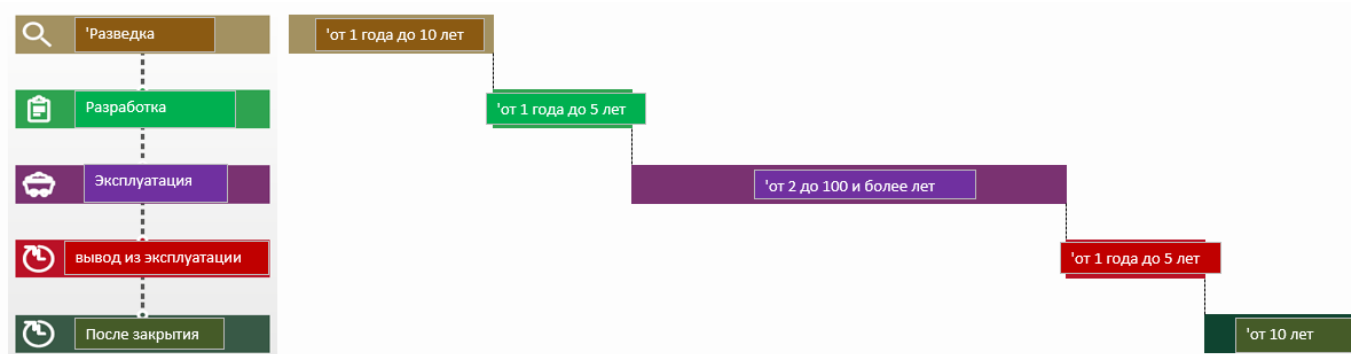 'Разведка
'от 1 года до 10 лет
Разработка
'от 1 года до 5 лет
Эксплуатация
'от 2 до 100 и более лет
вывод из эксплуатации
'от 1 года до 5 лет
После закрытия
'от 10 лет